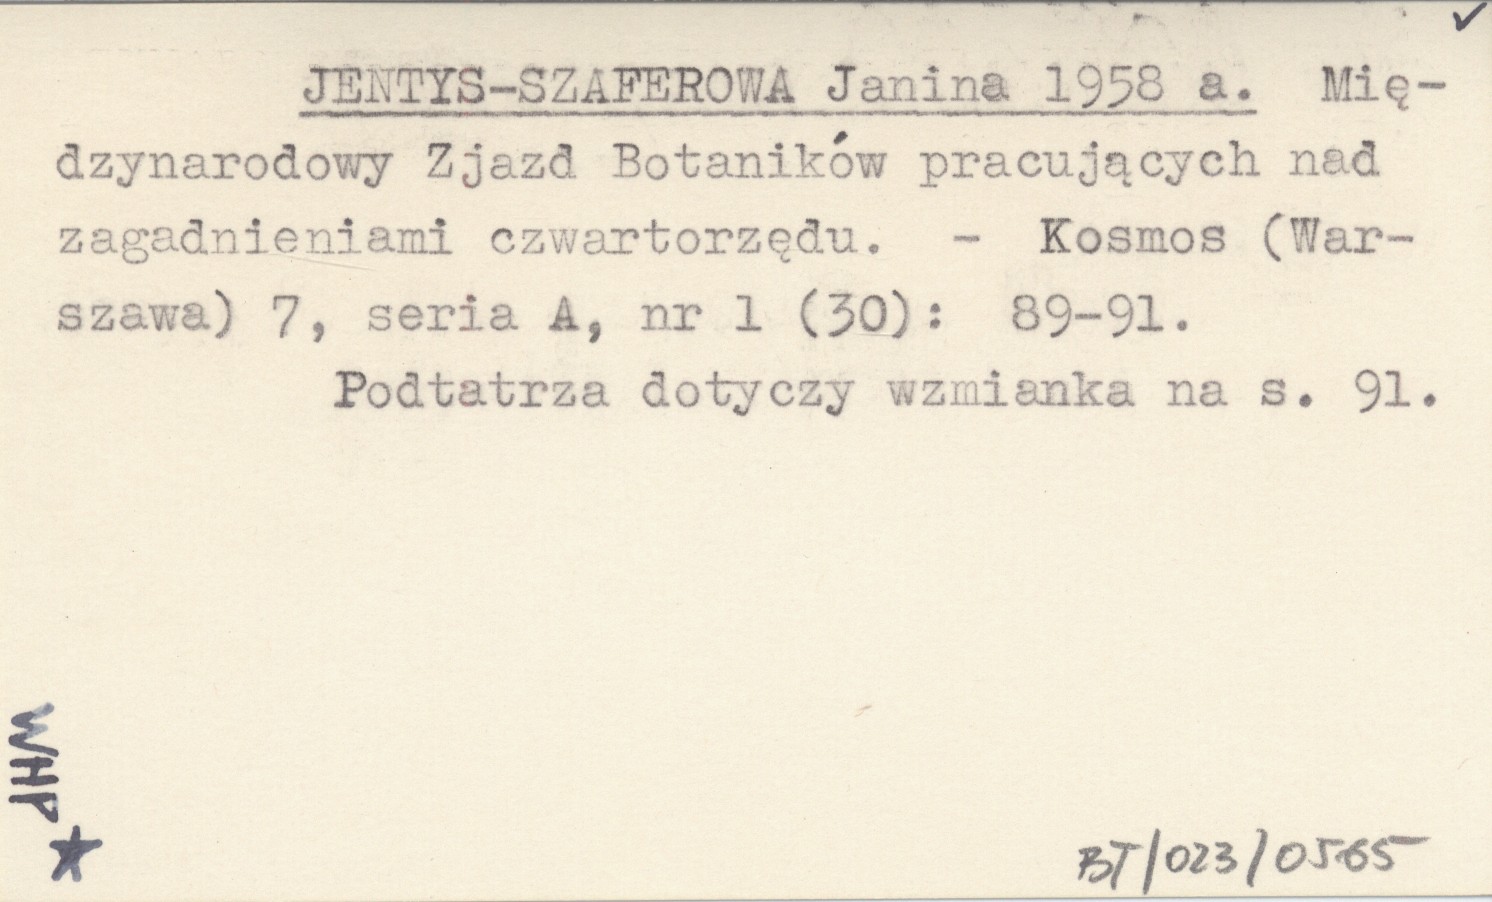 JENTYS-SZAFEROWA Janina 1958 a. Mię-
dzynarodowy Zjazd Botaników pracujących nad
zagadnieniami czwartorzędu. - Kosmos (War-
szawa) 7, seria A, nr 1 (30): 89-91.
Podtatrza dotyczy wzmianka na s. 91.
WHP
BT/023/0565